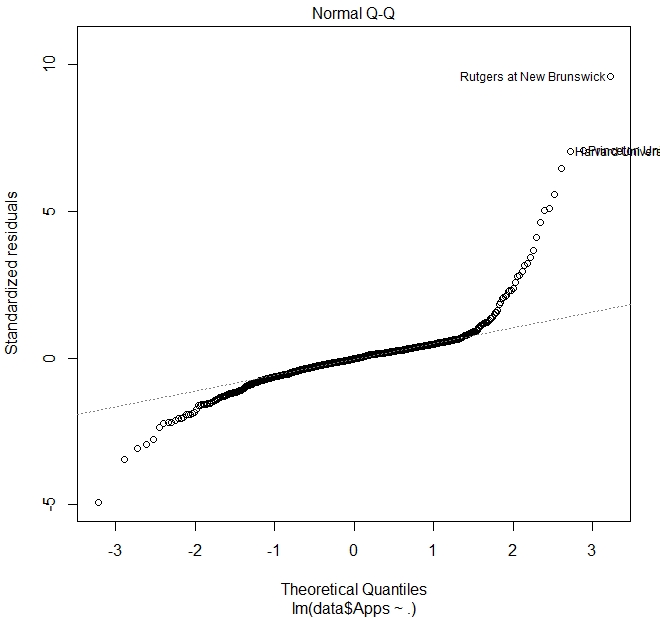 Normal Q-Q
10
5
0
-5
Standardized residuals
Rutgers at New Brunswick
-3
-2
-1
0
1
2
3
Theoretical Quantiles
lm(data$Apps ~ .)